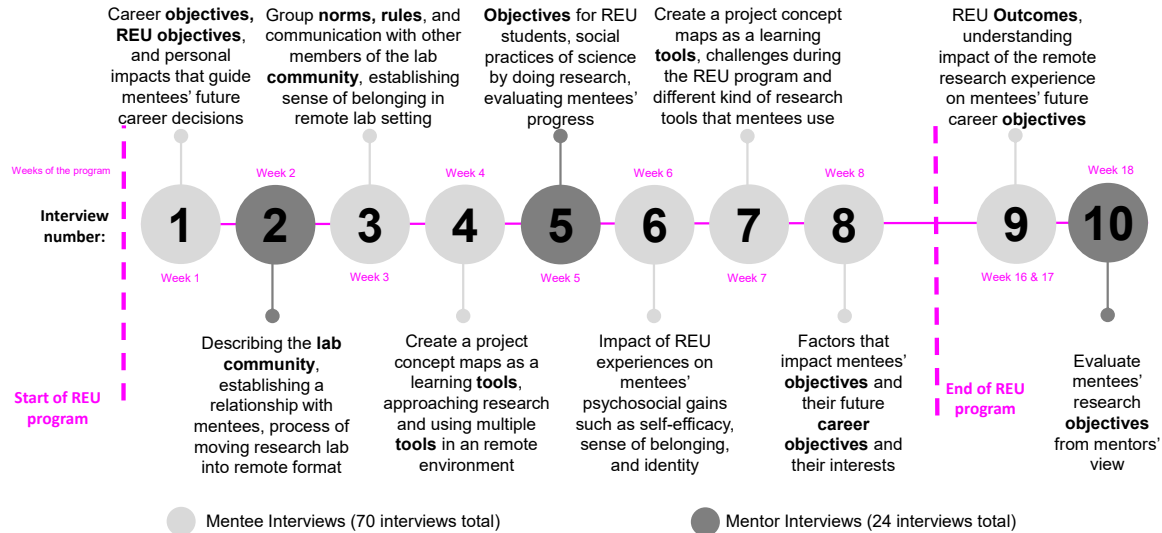 Career objectives,
REU objectives,
and personal
impacts that guide
mentees' future
career decisions
Group norms, rules, and
communication with other
members of the lab
community, establishing
sense of belonging in
remote lab setting
Objectives for REU
students, social
practices of science
by doing research,
evaluating mentees'
progress
Create a project concept
maps as a learning
tools, challenges during
the REU program and
different kind of research
tools that mentees use
REU Outcomes,
understanding
impact of the remote
research experience
on mentees' future
career objectives
Weeks of the program
Week 2
Week 4
Week 6
Week 8
Week 18
Interview
number:
1
2
3
4
5
6
7
8
9
10
Week 1
Week 3
Week 5
Week 7
Week 16 & 17
Start of REU
program
Describing the lab
community,
establishing a
relationship with
mentees, process of
moving research lab
into remote format
Create a project
concept maps as a
learning tools,
approaching research
and using multiple
tools in an remote
environment
Impact of REU
experiences on
mentees'
psychosocial gains
such as self-efficacy,
sense of belonging,
and identity
Factors that
impact mentees'
objectives and
their future
career
objectives and
their interests
End of REU
program
Evaluate
mentees'
research
objectives
from mentors'
view
Mentee Interviews (70 interviews total)
Mentor Interviews (24 interviews total)